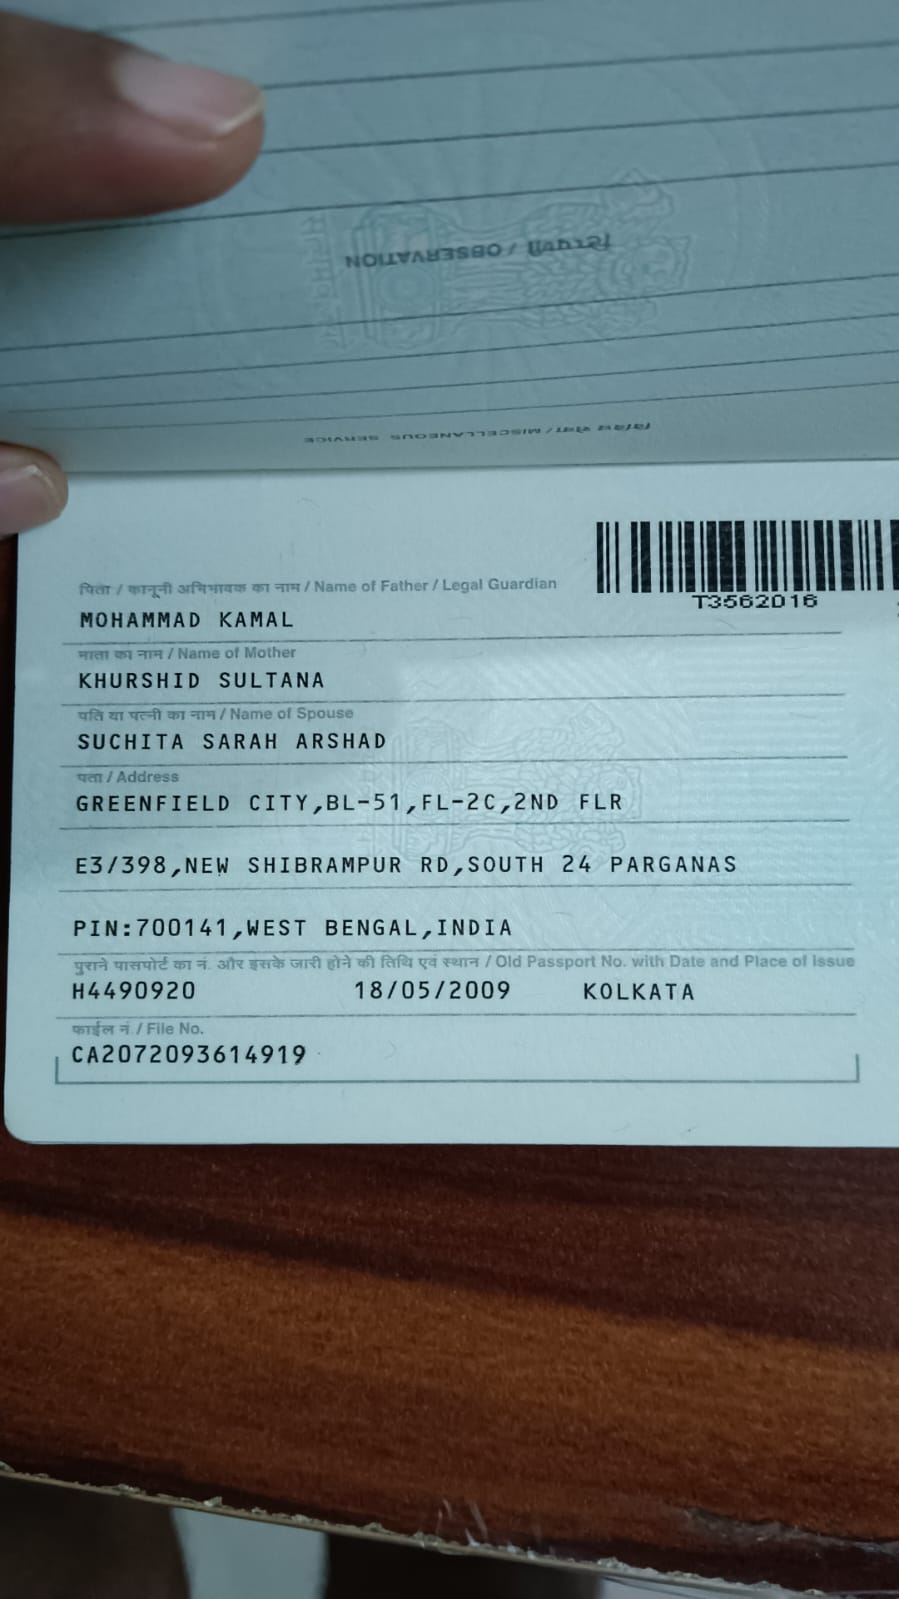 टिप्पणी / OBSERVATION
विविध सेवा / MISCELLANEOUS SERVICE
T3562016
पिता / कानूनी अभिभावक का नाम / Name of Father / Legal Guardian
MOHAMMAD KAMAL
माता का नाम / Name of Mother
KHURSHID SULTANA
पति या पत्नी का नाम / Name of Spouse
SUCHITA SARAH ARSHAD
पता / Address
GREENFIELD CITY,BL-51,FL-2C,2ND FLR
E3/398,NEW SHIBRAMPUR RD,SOUTH 24 PARGANAS
PIN:700141,WEST BENGAL,INDIA
पुराने पासपोर्ट का नं. और इसके जारी होने की तिथि एवं स्थान / Old Passport No. with Date and Place of Issue
H4490920 18/05/2009 KOLKATA
फाईल नं. / File No.
CA2072093614919